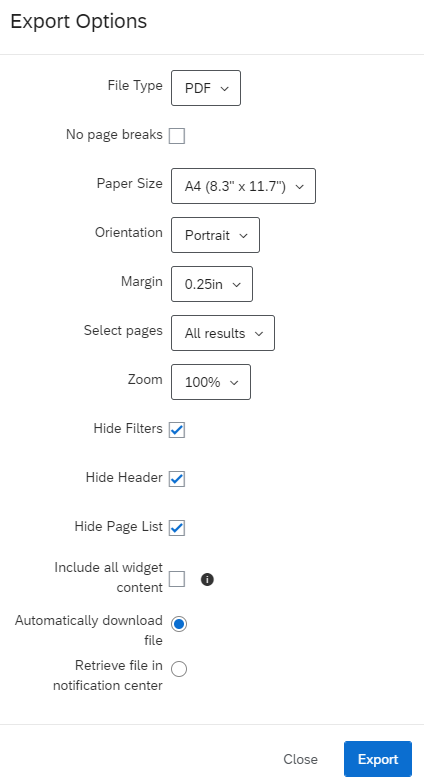 Export Options
File Type PDF
No page breaks
Paper Size A4 (8.3" x 11.7")
Orientation Portrait
Margin 0.25in
Select pages All results
Zoom 100%
Hide Filters
Hide Header
Hide Page List
Include all widget
content
Automatically download
file
Retrieve file in
notification center
Close Export